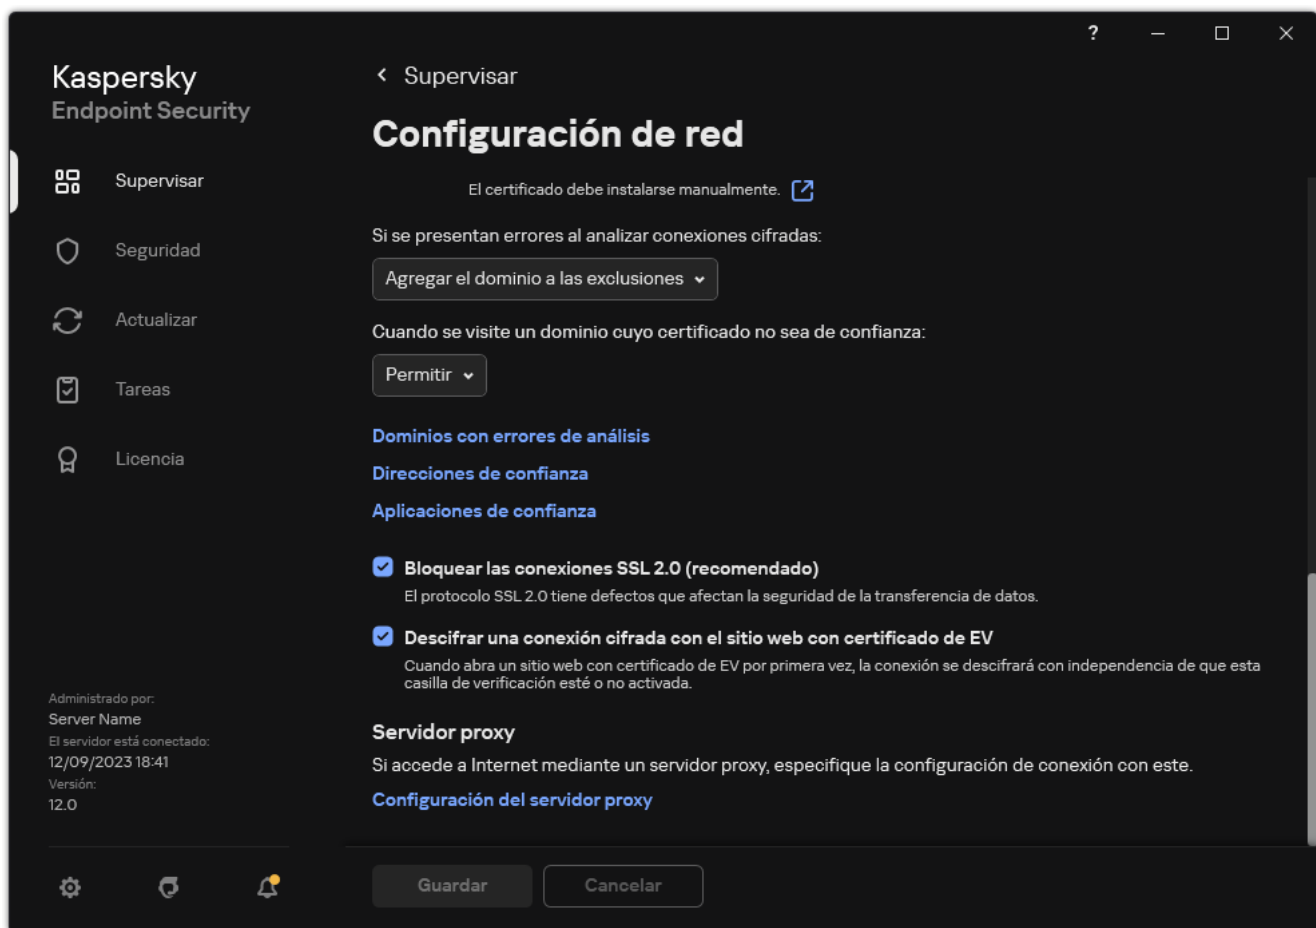 ?
Kaspersky
Endpoint Security
Supervisar
Seguridad
Actualizar
Tareas
Licencia
Administrado por:
Server Name
El servidor está conectado:
12/09/2023 18:41
Versión:
12.0
Supervisar
Configuración de red
El certificado debe instalarse manualmente.
Si se presentan errores al analizar conexiones cifradas:
Agregar el dominio a las exclusiones
Cuando se visite un dominio cuyo certificado no sea de confianza:
Permitir
Dominios con errores de análisis
Direcciones de confianza
Aplicaciones de confianza
Bloquear las conexiones SSL 2.0 (recomendado)
El protocolo SSL 2.0 tiene defectos que afectan la seguridad de la transferencia de datos.
Descifrar una conexión cifrada con el sitio web con certificado de EV
Cuando abra un sitio web con certificado de EV por primera vez, la conexión se descifrará con independencia de que esta
casilla de verificación esté o no activada.
Servidor proxy
Si accede a Internet mediante un servidor proxy, especifique la configuración de conexión con este.
Configuración del servidor proxy
Guardar
Cancelar